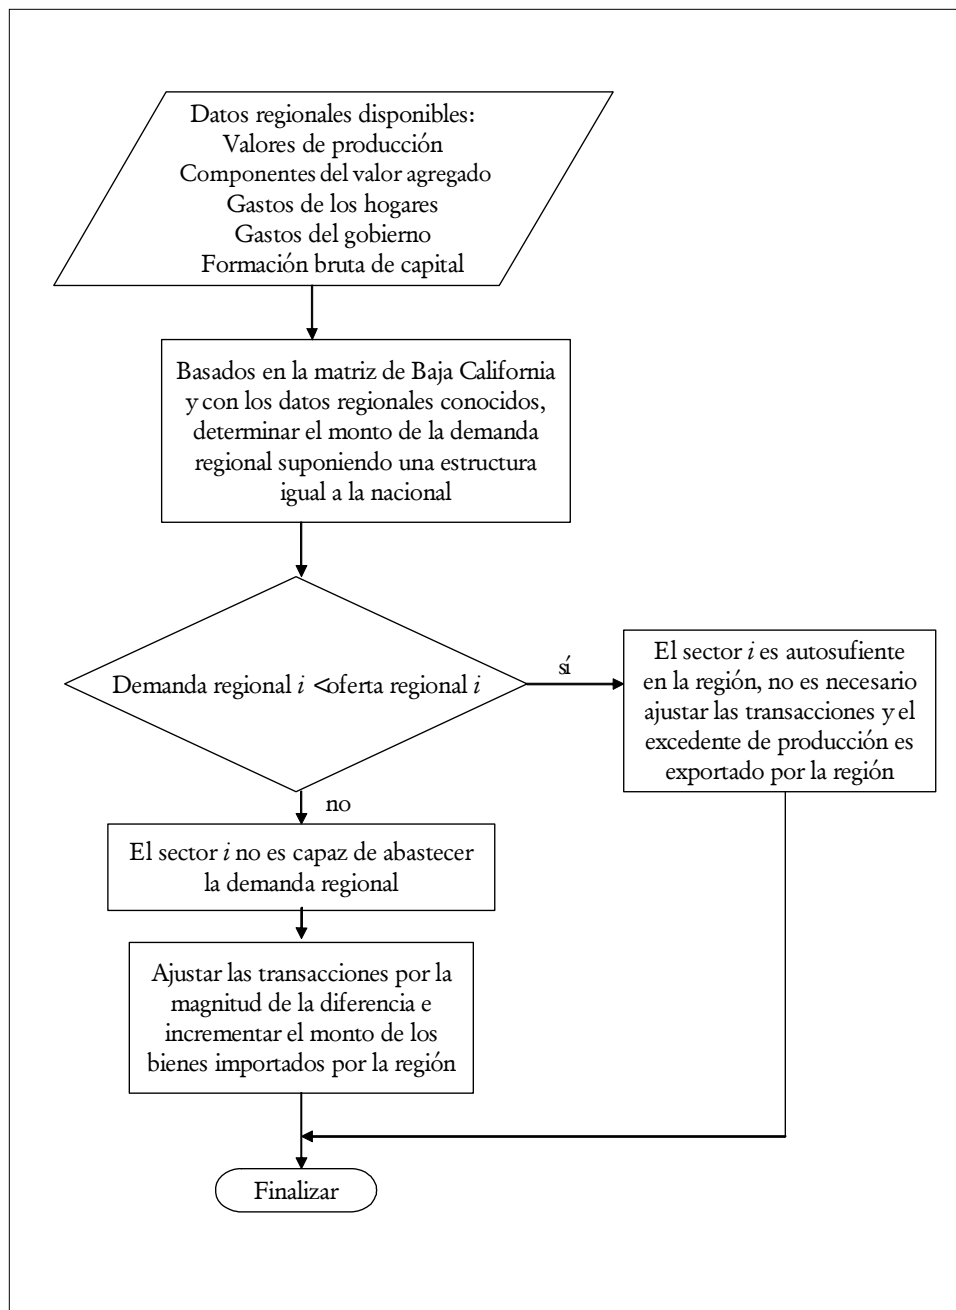 Datos regionales disponibles:
Valores de producción
Componentes del valor agregado
Gastos de los hogares
Gastos del gobierno
Formación bruta de capital
Basados en la matriz de Baja California
y con los datos regionales conocidos,
determinar el monto de la demanda
regional suponiendo una estructura
igual a la nacional
Demanda regional i <oferta regional i
sí
El sector i es autosufiente
en la región, no es necesario
ajustar las transacciones y el
excedente de producción es
exportado por la región
no
El sector i no es capaz de abastecer
la demanda regional
Ajustar las transacciones por la
magnitud de la diferencia e
incrementar el monto de los
bienes importados por la región
Finalizar